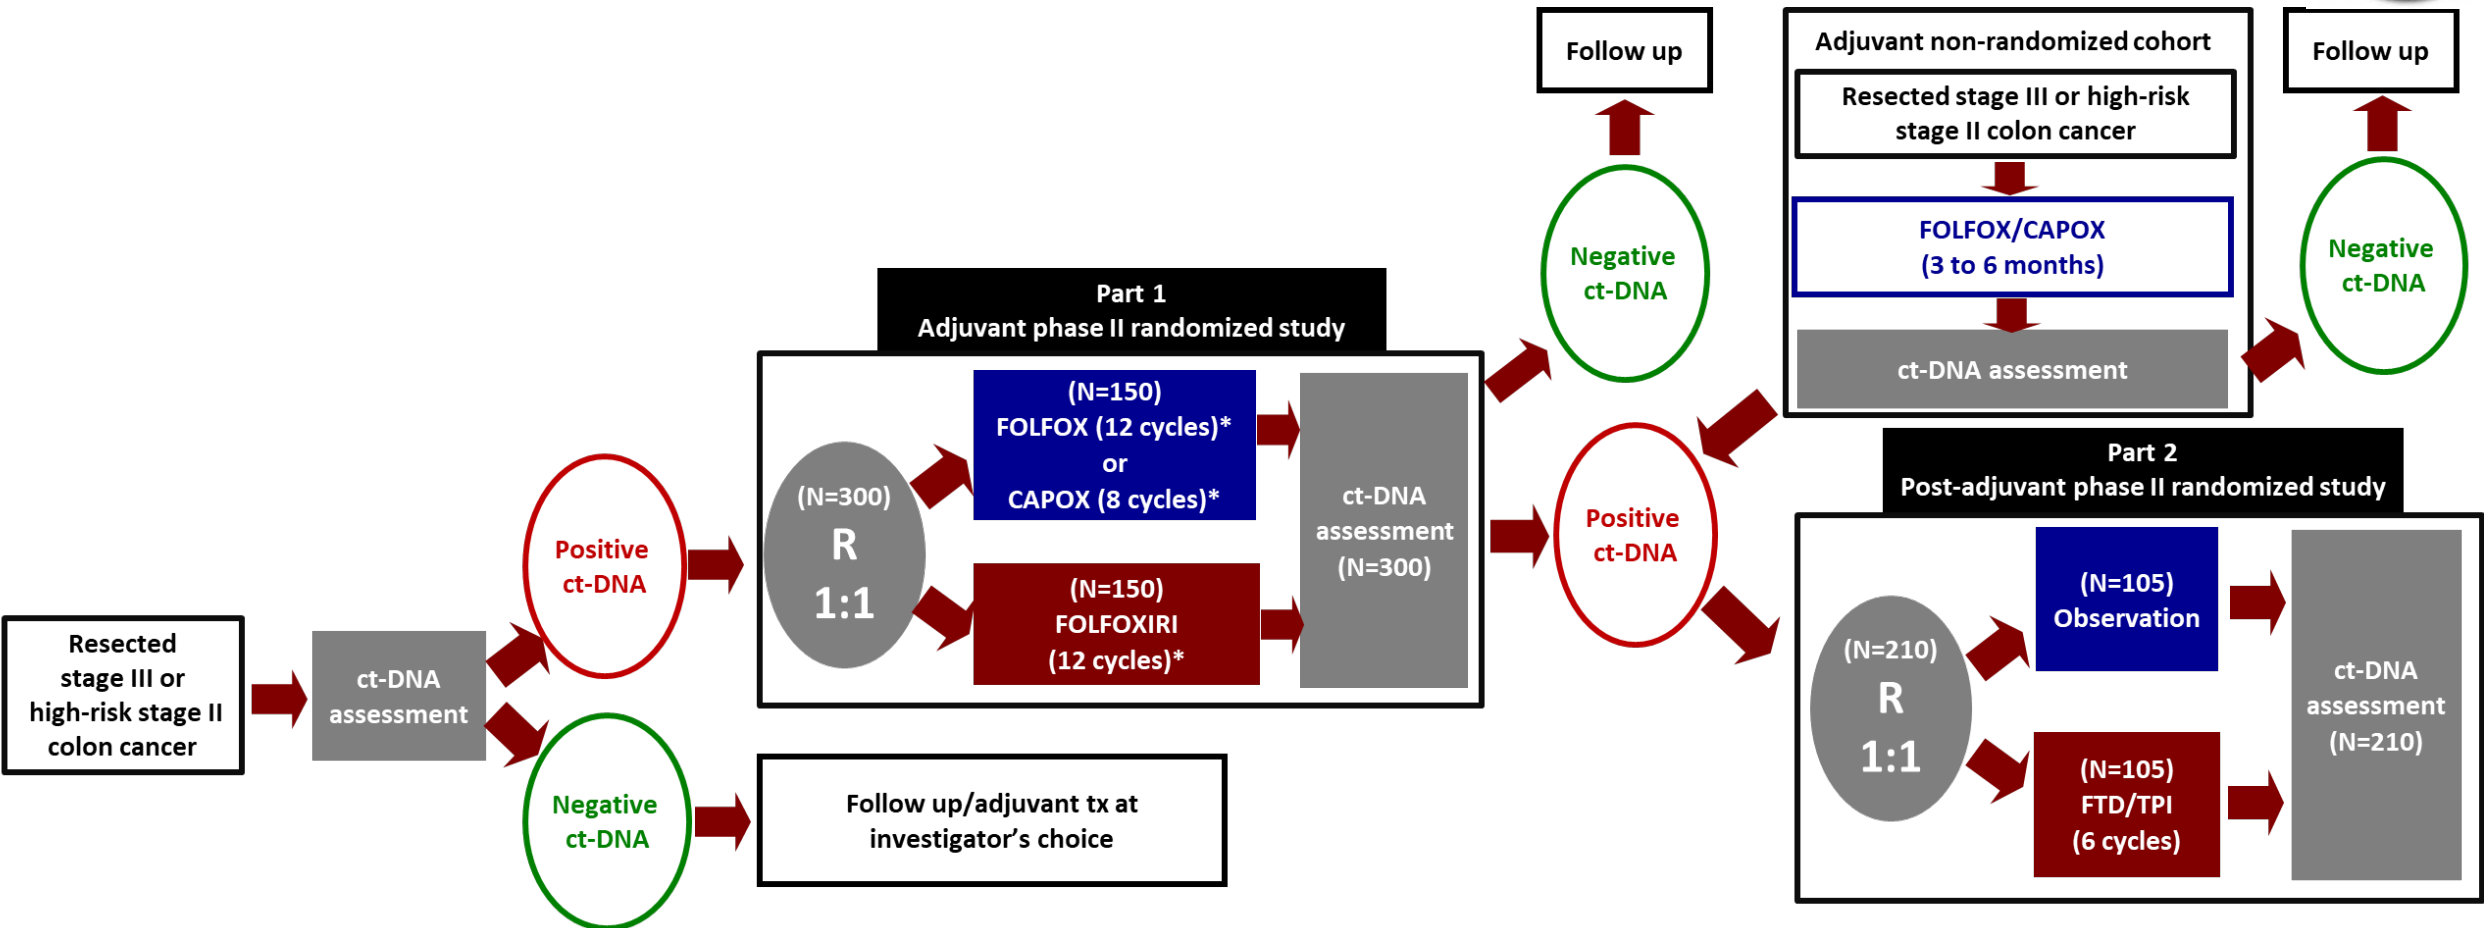 Resected
stage III or
high-risk stage II
colon cancer
ct-DNA
assessment
Positive
ct-DNA
Negative
ct-DNA
Follow up/adjuvant tx at
investigator’s choice
Part 1
Adjuvant phase II randomized study
(N=300)
R
1:1
(N=150)
FOLFOX (12 cycles)*
or
CAPOX (8 cycles)*
(N=150)
FOLFOXIRI
(12 cycles)*
ct-DNA
assessment
(N=300)
Follow up
Negative
ct-DNA
Positive
ct-DNA
Adjuvant non-randomized cohort
Resected stage III or high-risk
stage II colon cancer
FOLFOX/CAPOX
(3 to 6 months)
ct-DNA assessment
Follow up
Negative
ct-DNA
Part 2
Post-adjuvant phase II randomized study
(N=210)
R
1:1
(N=105)
Observation
(N=105)
FTD/TPI
(6 cycles)
ct-DNA
assessment
(N=210)